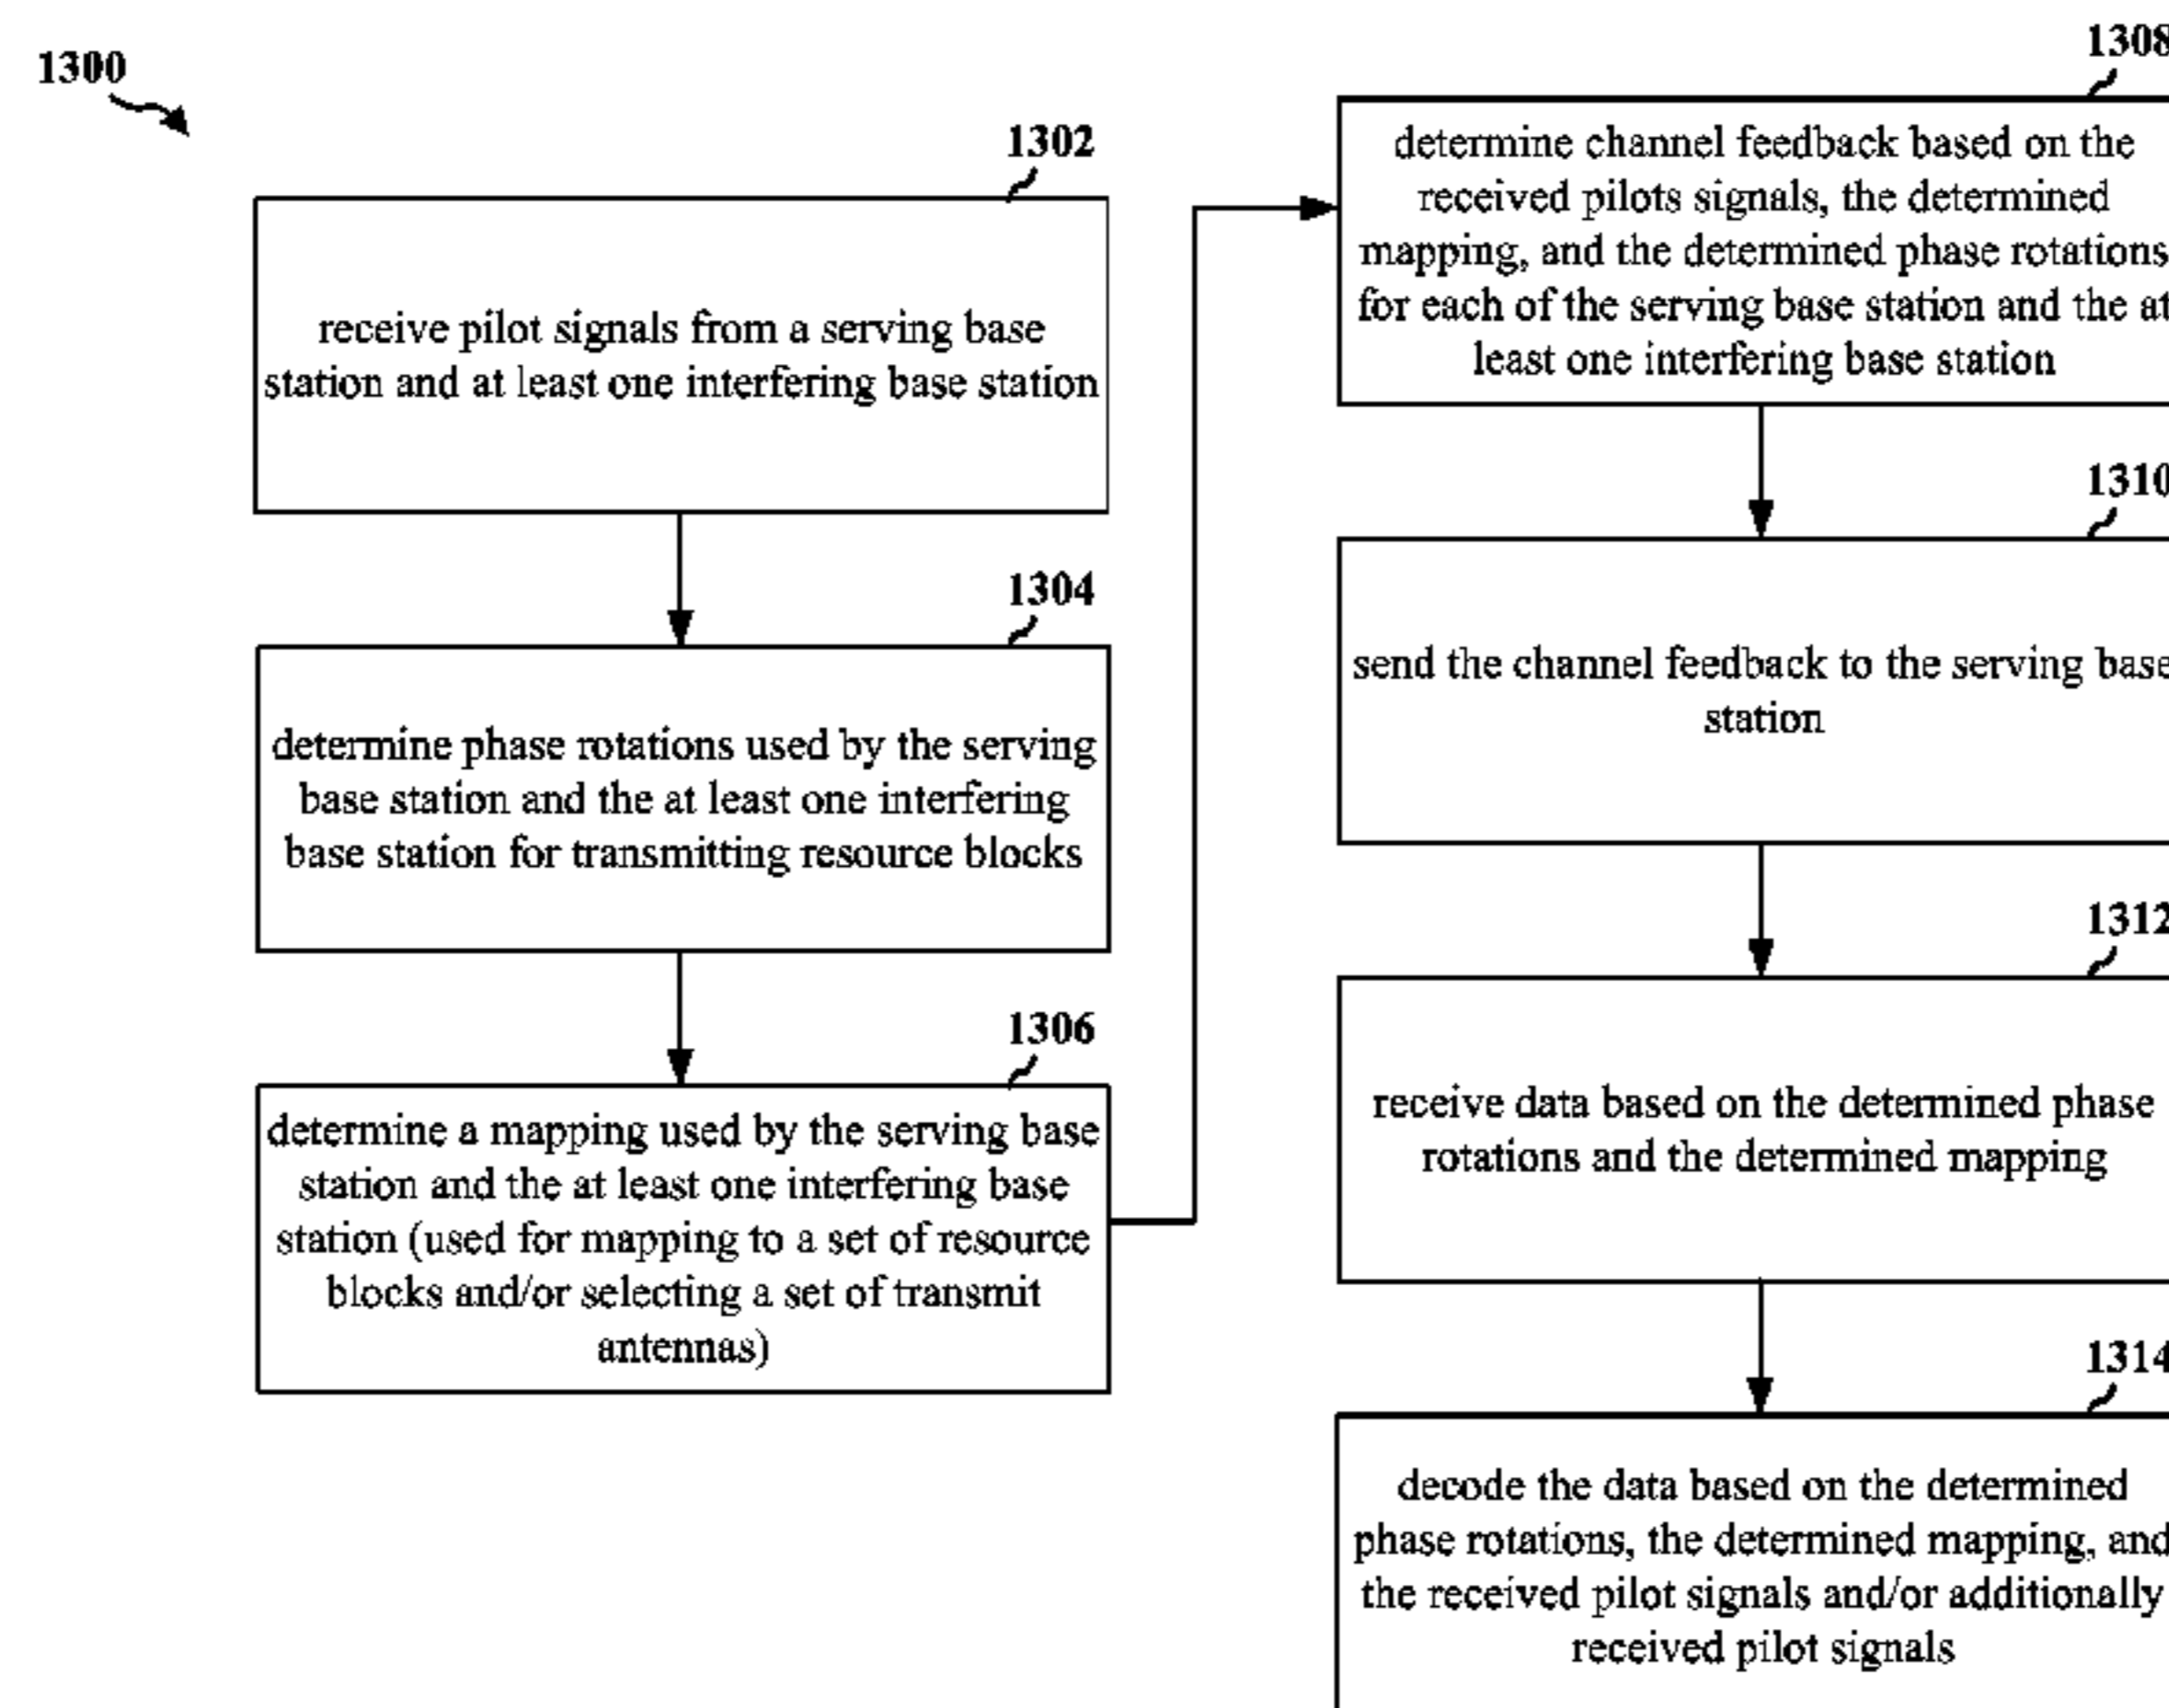 1300
1302
receive pilot signals from a serving base
station and at least one interfering base station
1304
determine phase rotations used by the serving
base station and the at least one interfering
base station for transmitting resource blocks
1306
determine a mapping used by the serving base
station and the at least one interfering base
station (used for mapping to a set of resource
blocks and/or selecting a set of transmit
antennas)
1308
determine channel feedback based on the
received pilots signals, the determined
mapping, and the determined phase rotations
for each of the serving base station and the at
least one interfering base station
1310
send the channel feedback to the serving base
station
1312
receive data based on the determined phase
rotations and the determined mapping
1314
decode the data based on the determined
phase rotations, the determined mapping, and
the received pilot signals and/or additionally
received pilot signals